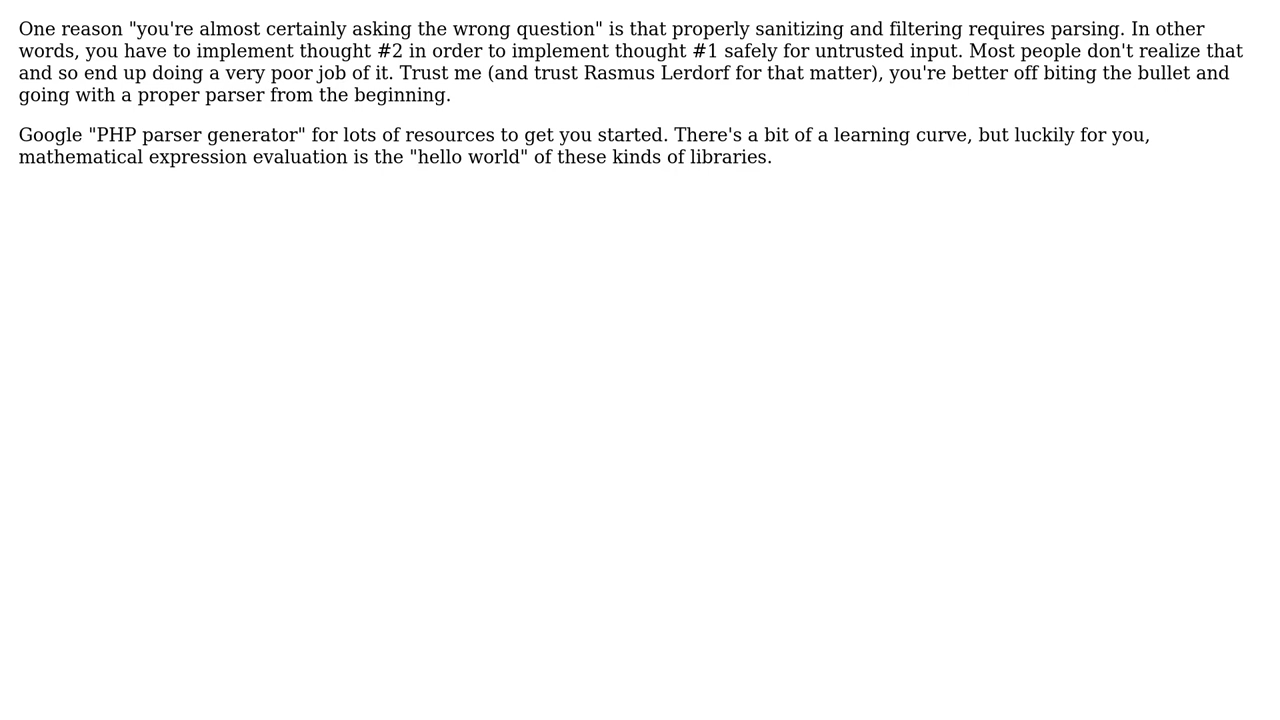 One reason "you're almost certainly asking the wrong question" is that properly sanitizing and filtering requires parsing. In other
words, you have to implement thought #2 in order to implement thought #1 safely for untrusted input. Most people don't realize that
and so end up doing a very poor job of it. Trust me (and trust Rasmus Lerdorf for that matter), you're better off biting the bullet and
going with a proper parser from the beginning.
Google "PHP parser generator" for lots of resources to get you started. There's a bit of a learning curve, but luckily for you,
mathematical expression evaluation is the "hello world" of these kinds of libraries.